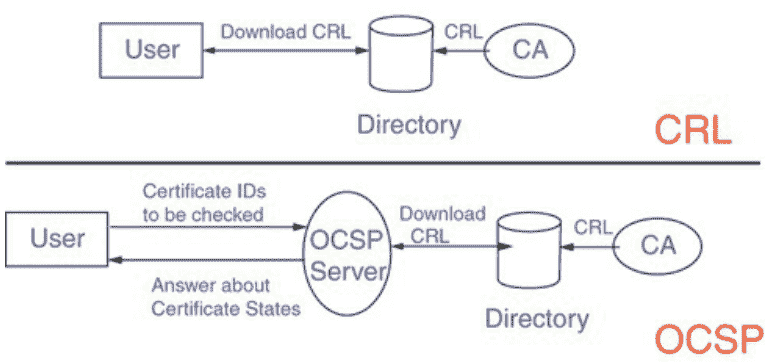 User
Download CRL
CRL
CA
Directory
CRL
Certificate IDs
to be checked
User
OCSP
Server
Download
CRL
CRL
CA
Answer about
Certificate States
Directory
OCSP